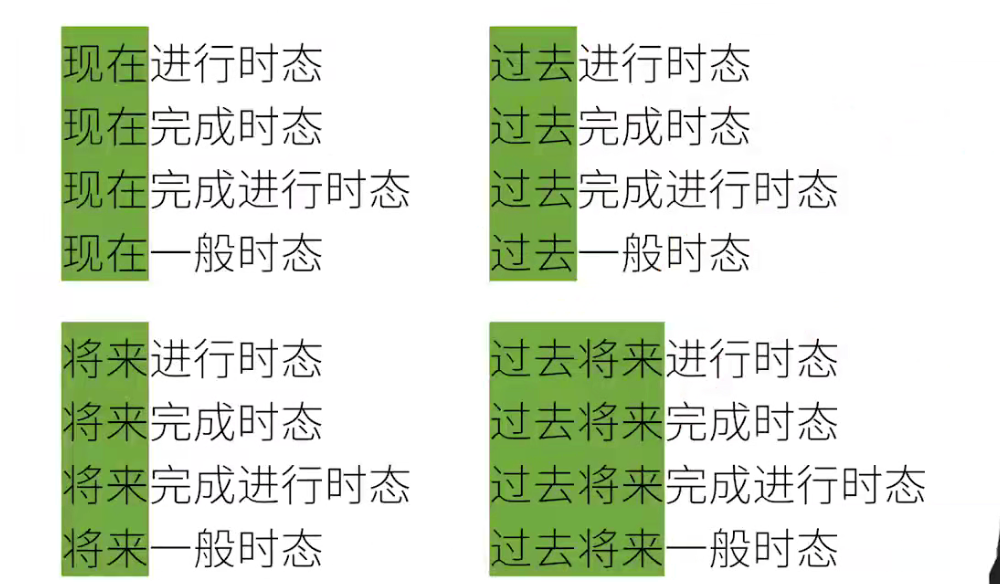 现在进行时态
现在完成时态
现在完成进行时态
现在一般时态
过去进行时态
过去完成时态
过去完成进行时态
过去一般时态
将来进行时态
将来完成时态
将来完成进行时态
将来一般时态
过去将来进行时态
过去将来完成时态
过去将来完成进行时态
过去将来一般时态